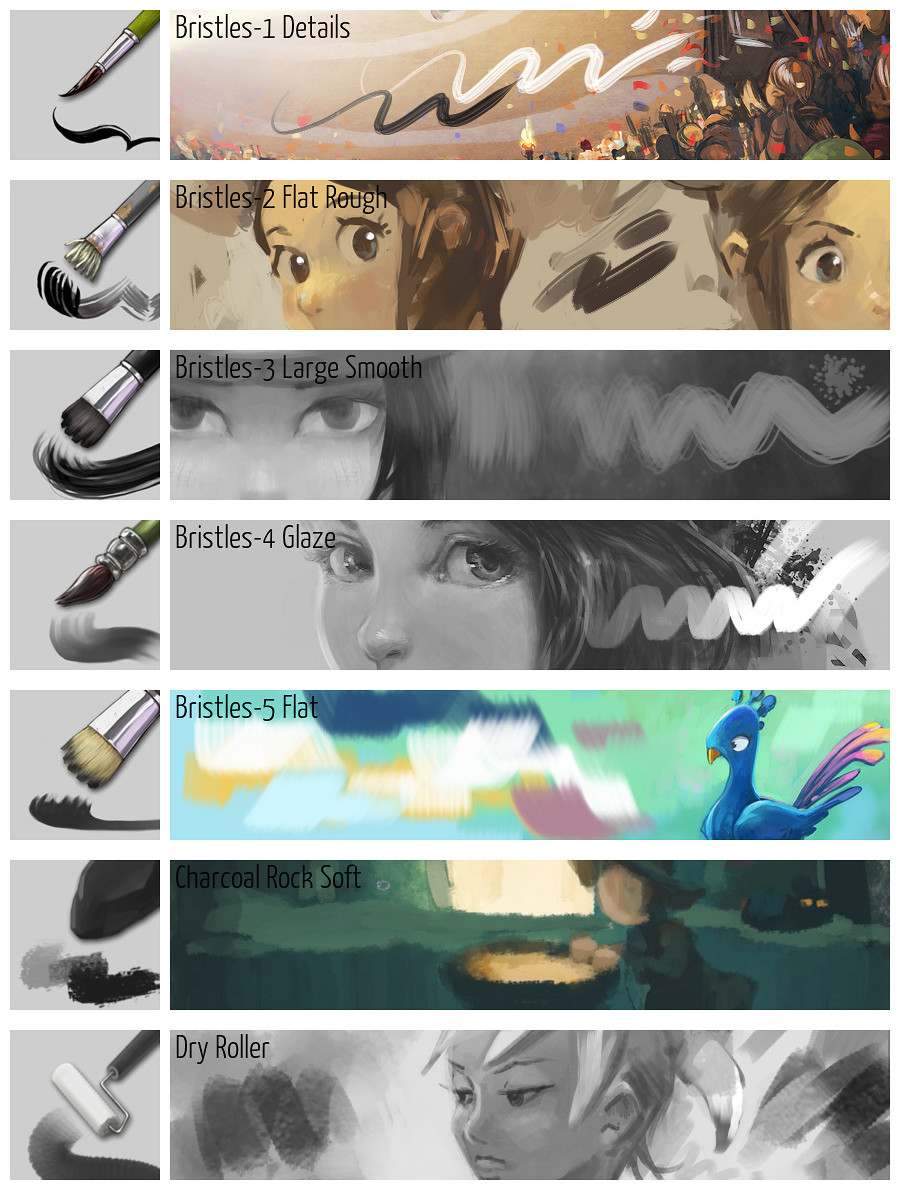 Bristles-1 Details
Bristles-2 Flat Rough
Bristles-3 Large Smooth
Bristles-4 Glaze
Bristles-5 Flat
Charcoal Rock Soft
Dry Roller